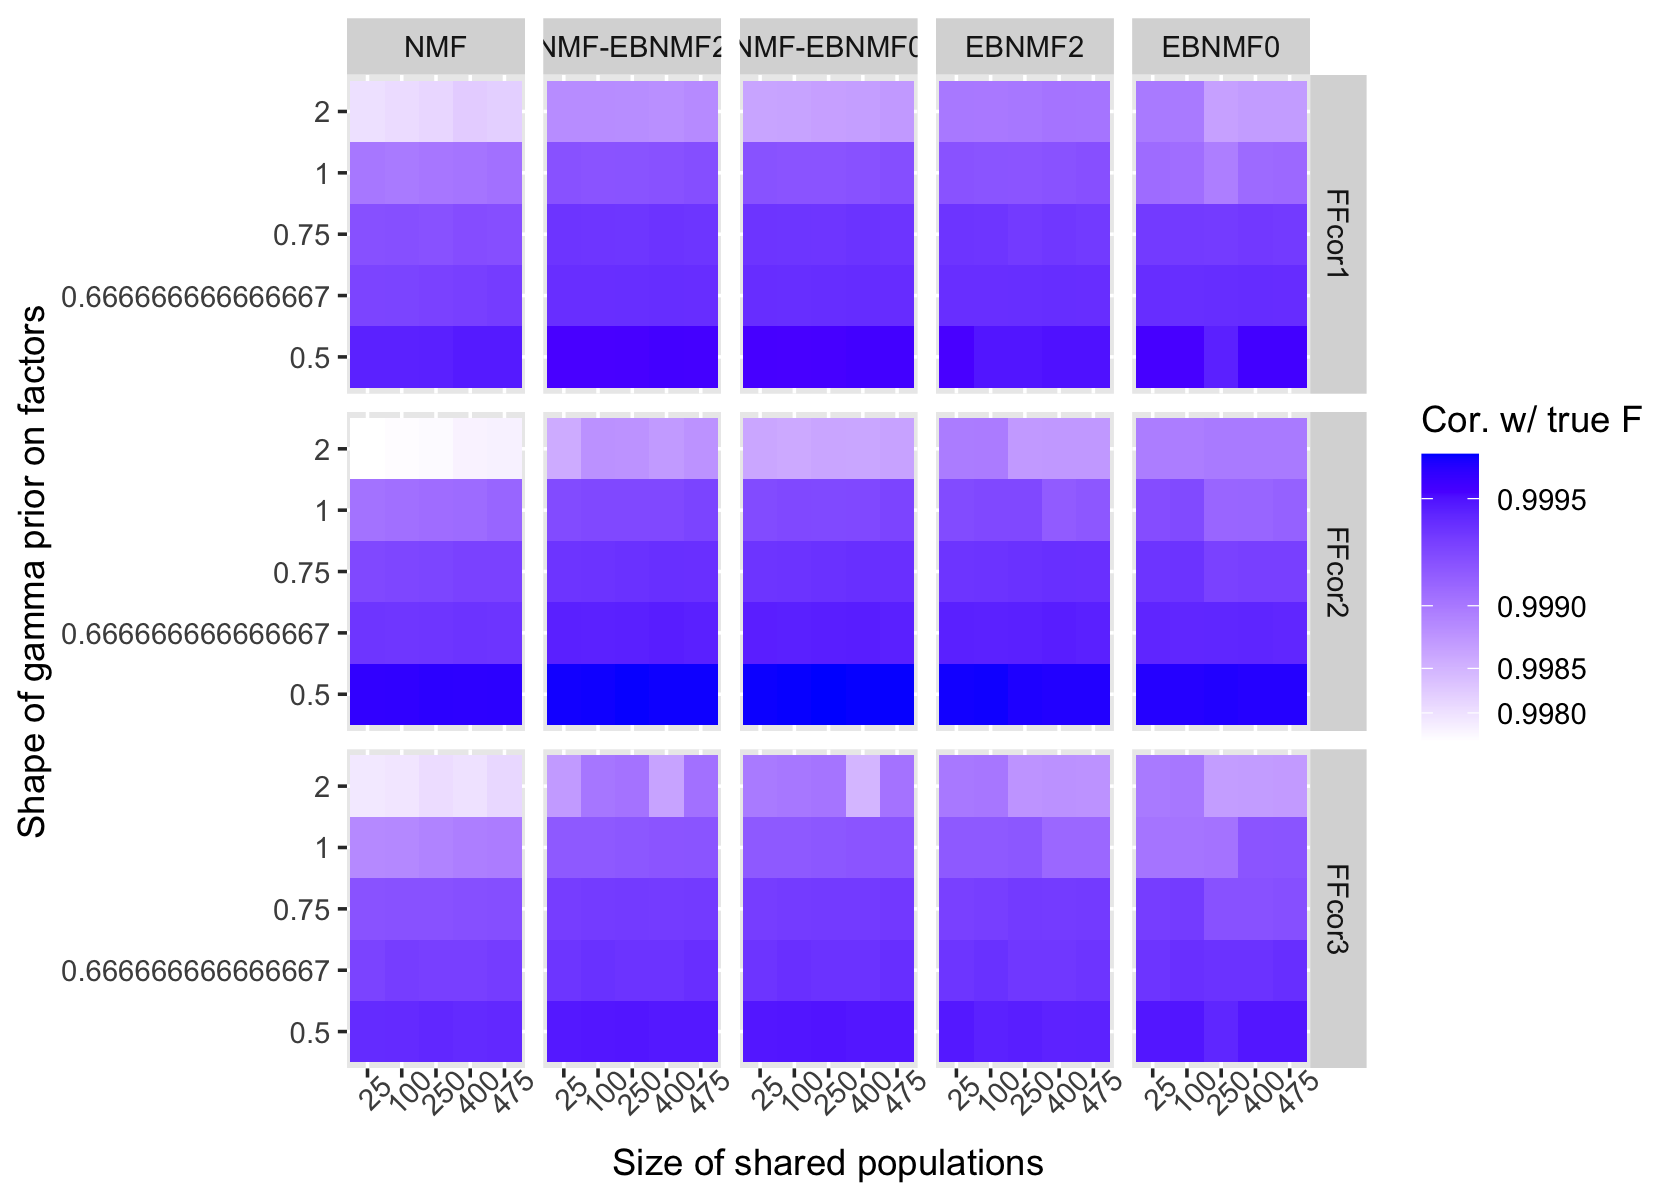 NMF
NMF-EBNMF2
NMF-EBNMF0
EBNMF2
EBNMF0
Shape of gamma prior on factors
2
1
0.75
0.666666666666667
0.5
FFcor1
2
1
0.75
0.666666666666667
0.5
FFcor2
2
1
0.75
0.666666666666667
0.5
FFcor3
25 100 250 400 475
25 100 250 400 475
25 100 250 400 475
25 100 250 400 475
25 100 250 400 475
Size of shared populations
Cor. w/ true F
0.9995
0.9990
0.9985
0.9980